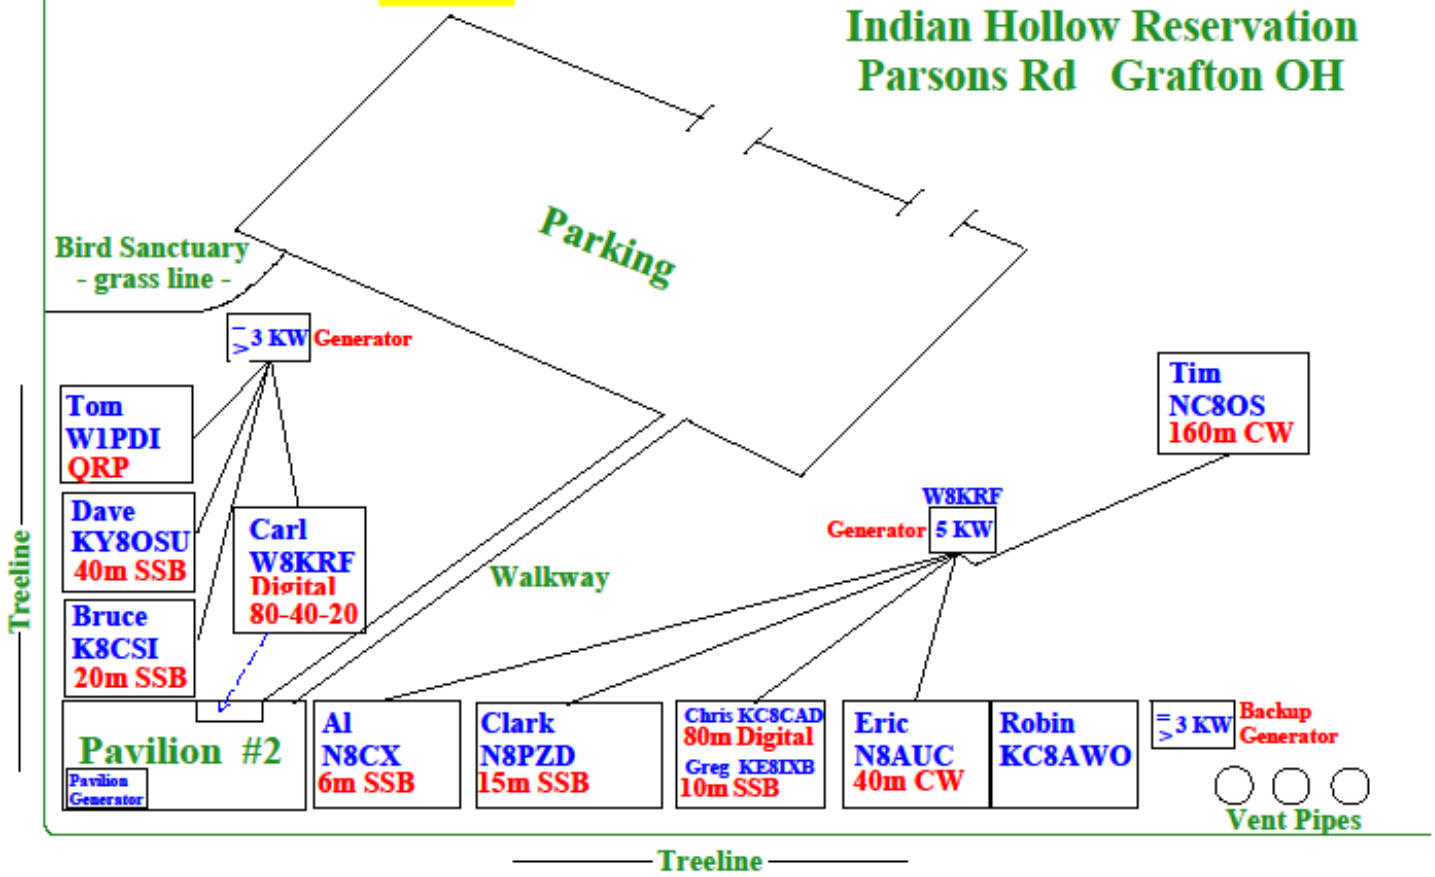 Indian Hollow Reservation
Parsons Rd Grafton OH
Parking
Bird Sanctuary
- grass line -
3 KW
Generator
Tom
W1PDI
QRP
Dave
KY8OSU
40m SSB
Bruce
K8CSI
20m SSB
Treeline
Carl
W8KRF
Digital
80-40-20
Walkway
Tim
NC8OS
160m CW
W8KRF
Generator
5 KW
Pavilion #2
Pavilion
Generator
Al
N8CX
6m SSB
Clark
N8PZD
15m SSB
Chris KC8CAD
80m Digital
Greg KE8IXB
10m SSB
Eric
N8AUC
40m CW
Robin
KC8AWO
= > 3 KW
Backup
Generator
Vent Pipes
Treeline